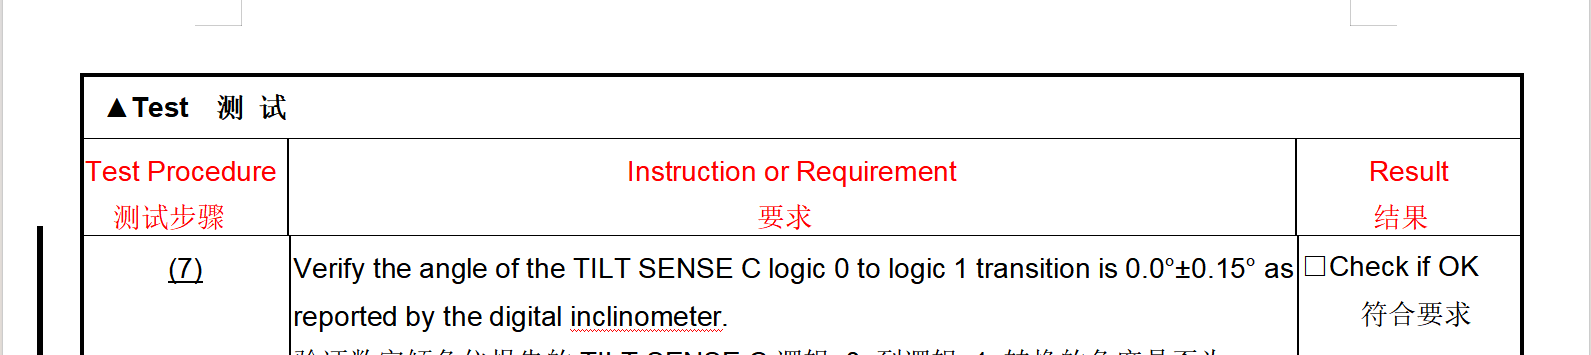 ▲Test 测 试
Test Procedure
测试步骤
Instruction or Requirement
要求
Result
结果
(7)
Verify the angle of the TILT SENSE C logic 0 to logic 1 transition is 0.0°±0.15° as
reported by the digital inclinometer.
☐Check if OK
符合要求